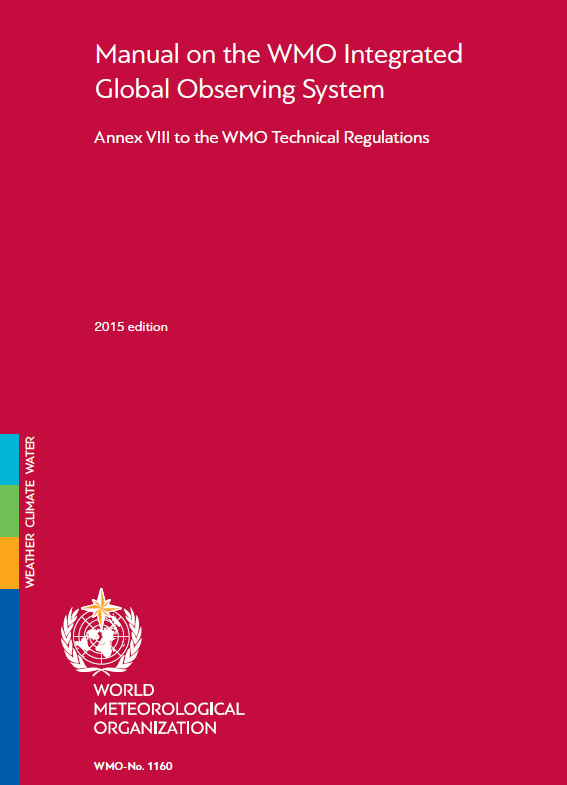 Manual on the WMO Integrated
Global Observing System
Annex VIII to the WMO Technical Regulations
2015 edition
WEATHER CLIMATE WATER
WORLD
METEOROLOGICAL
ORGANIZATION
WMO-No. 1160